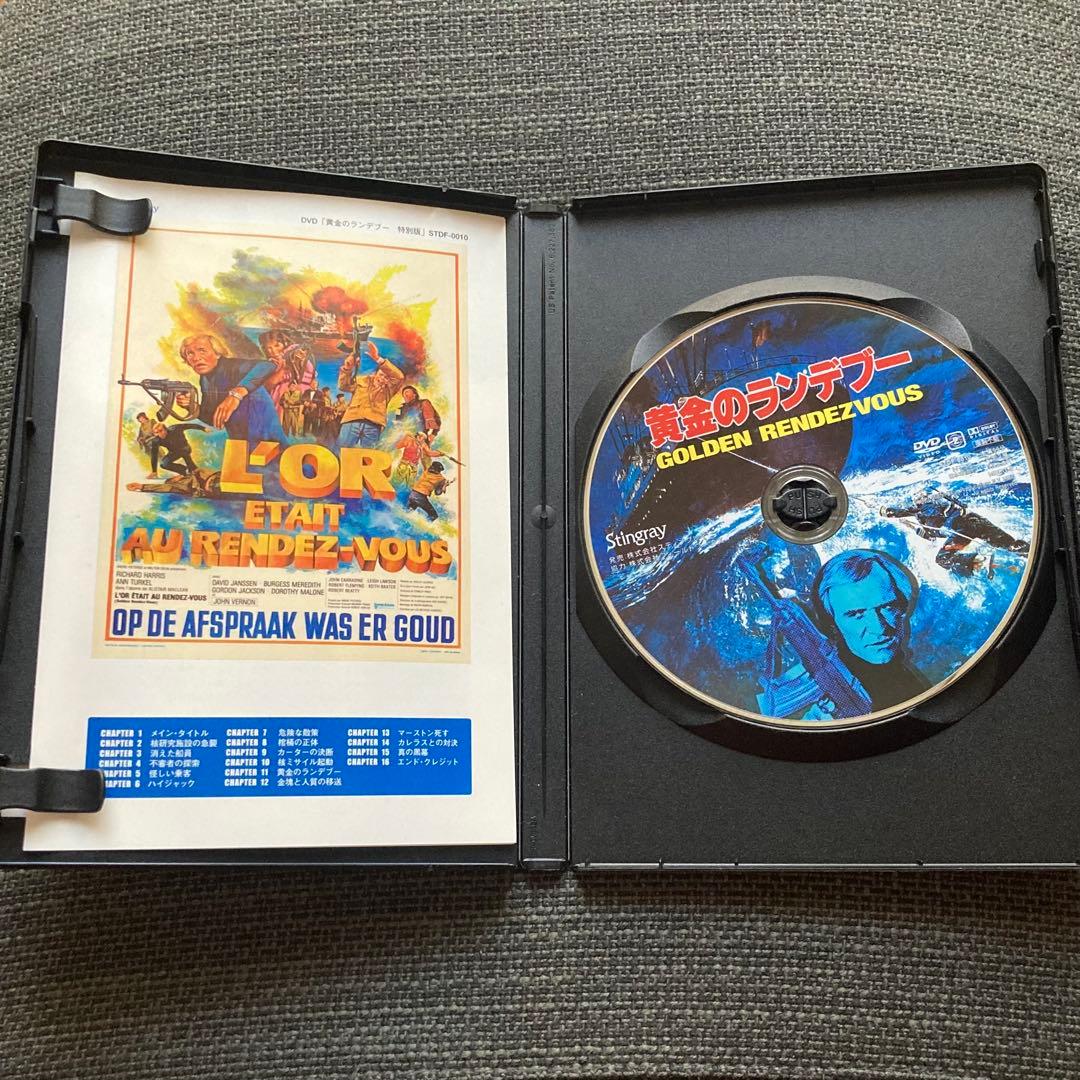 DVD「黄金のランデブー 特別版」STDF-0010
L'OR
ETAIT
AU RENDEZ-VOUS
RICHARD HARRIS
ANN TURKEL
DAVID JANSSEN BURGESS MEREDITH
GORDON JACKSON DOROTHY MALONE
JOHN VERNON
JOHN CARRADINE LEIGH LAWSON
ROBERT FLEMYNG KEITH BAXTER
ROBERT BEATTY
L'OR ÉTAIT AU RENDEZ-VOUS
OP DE AFSPRAAK WAS ER GOUD
CHAPTER 1 メイン・タイトル
CHAPTER 2 核研究施設の急襲
CHAPTER 3 消えた船員
CHAPTER 4 不審者の探索
CHAPTER 5 怪しい乗客
CHAPTER 6 ハイジャック
CHAPTER 7 危険な散策
CHAPTER 8 棺桶の正体
CHAPTER 9 カーターの決断
CHAPTER 10 核ミサイル起動
CHAPTER 11 黄金のランデブー
CHAPTER 12 金塊と人質の移送
CHAPTER 13 マーストン死す
CHAPTER 14 カレラスとの対決
CHAPTER 15 真の黒幕
CHAPTER 16 エンド・クレジット
黄金のランデブー
GOLDEN RENDEZVOUS
DVD
VIDEO
2
DOLBY
DIGITAL
Stingray
PUSH